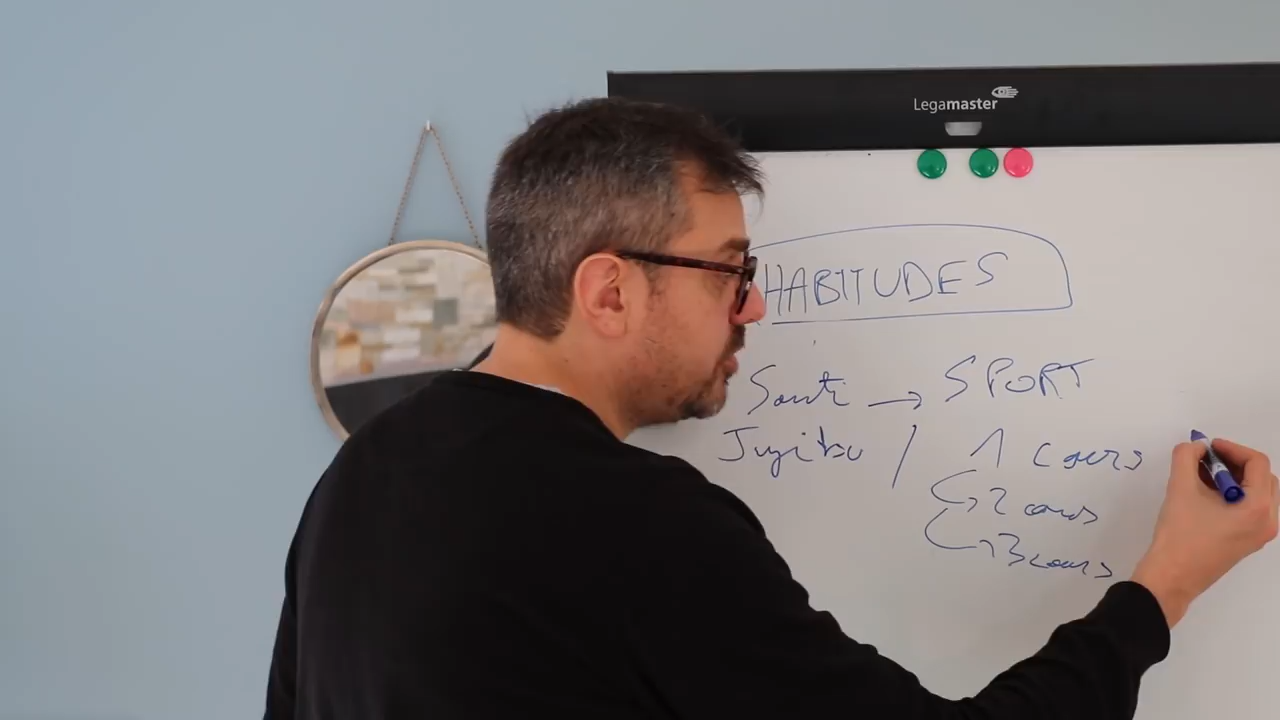 Legamaster
HABITUDES
Santé → SPORT
Jujitsu / 1 cours
2 cours
3 cours